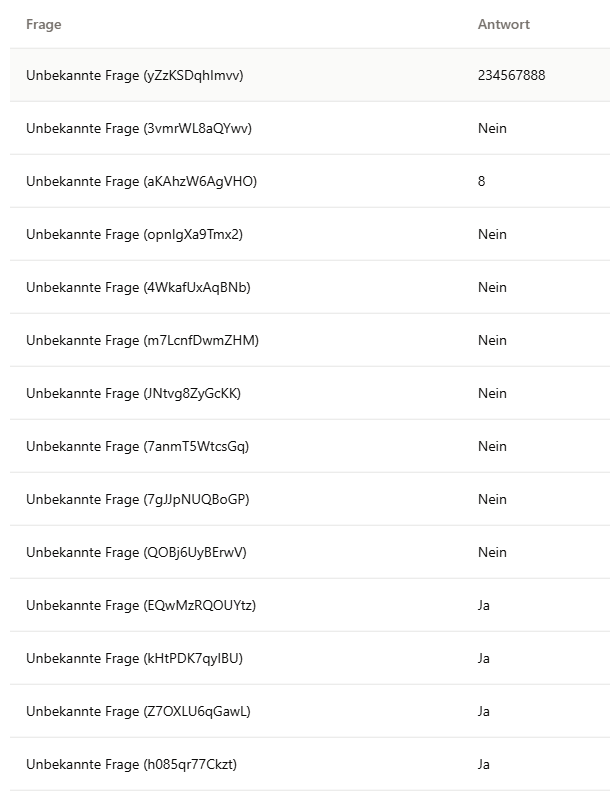 Frage Antwort
Unbekannte Frage (yZzKSDqhImvv) 234567888
Unbekannte Frage (3vmrWL8aQYwv) Nein
Unbekannte Frage (aKAhzW6AgVHO) 8
Unbekannte Frage (opnIgXa9Tmx2) Nein
Unbekannte Frage (4WkafUxAqBNb) Nein
Unbekannte Frage (m7LcnfDwmZHM) Nein
Unbekannte Frage (JNtvg8ZyGcKK) Nein
Unbekannte Frage (7anmT5WtcsGq) Nein
Unbekannte Frage (7gJJpNUQBoGP) Nein
Unbekannte Frage (QOBj6UyBErwV) Nein
Unbekannte Frage (EQwMzRQOUYtz) Ja
Unbekannte Frage (kHtPDK7qyIBU) Ja
Unbekannte Frage (Z7OXLU6qGawL) Ja
Unbekannte Frage (h085qr77Ckzt) Ja